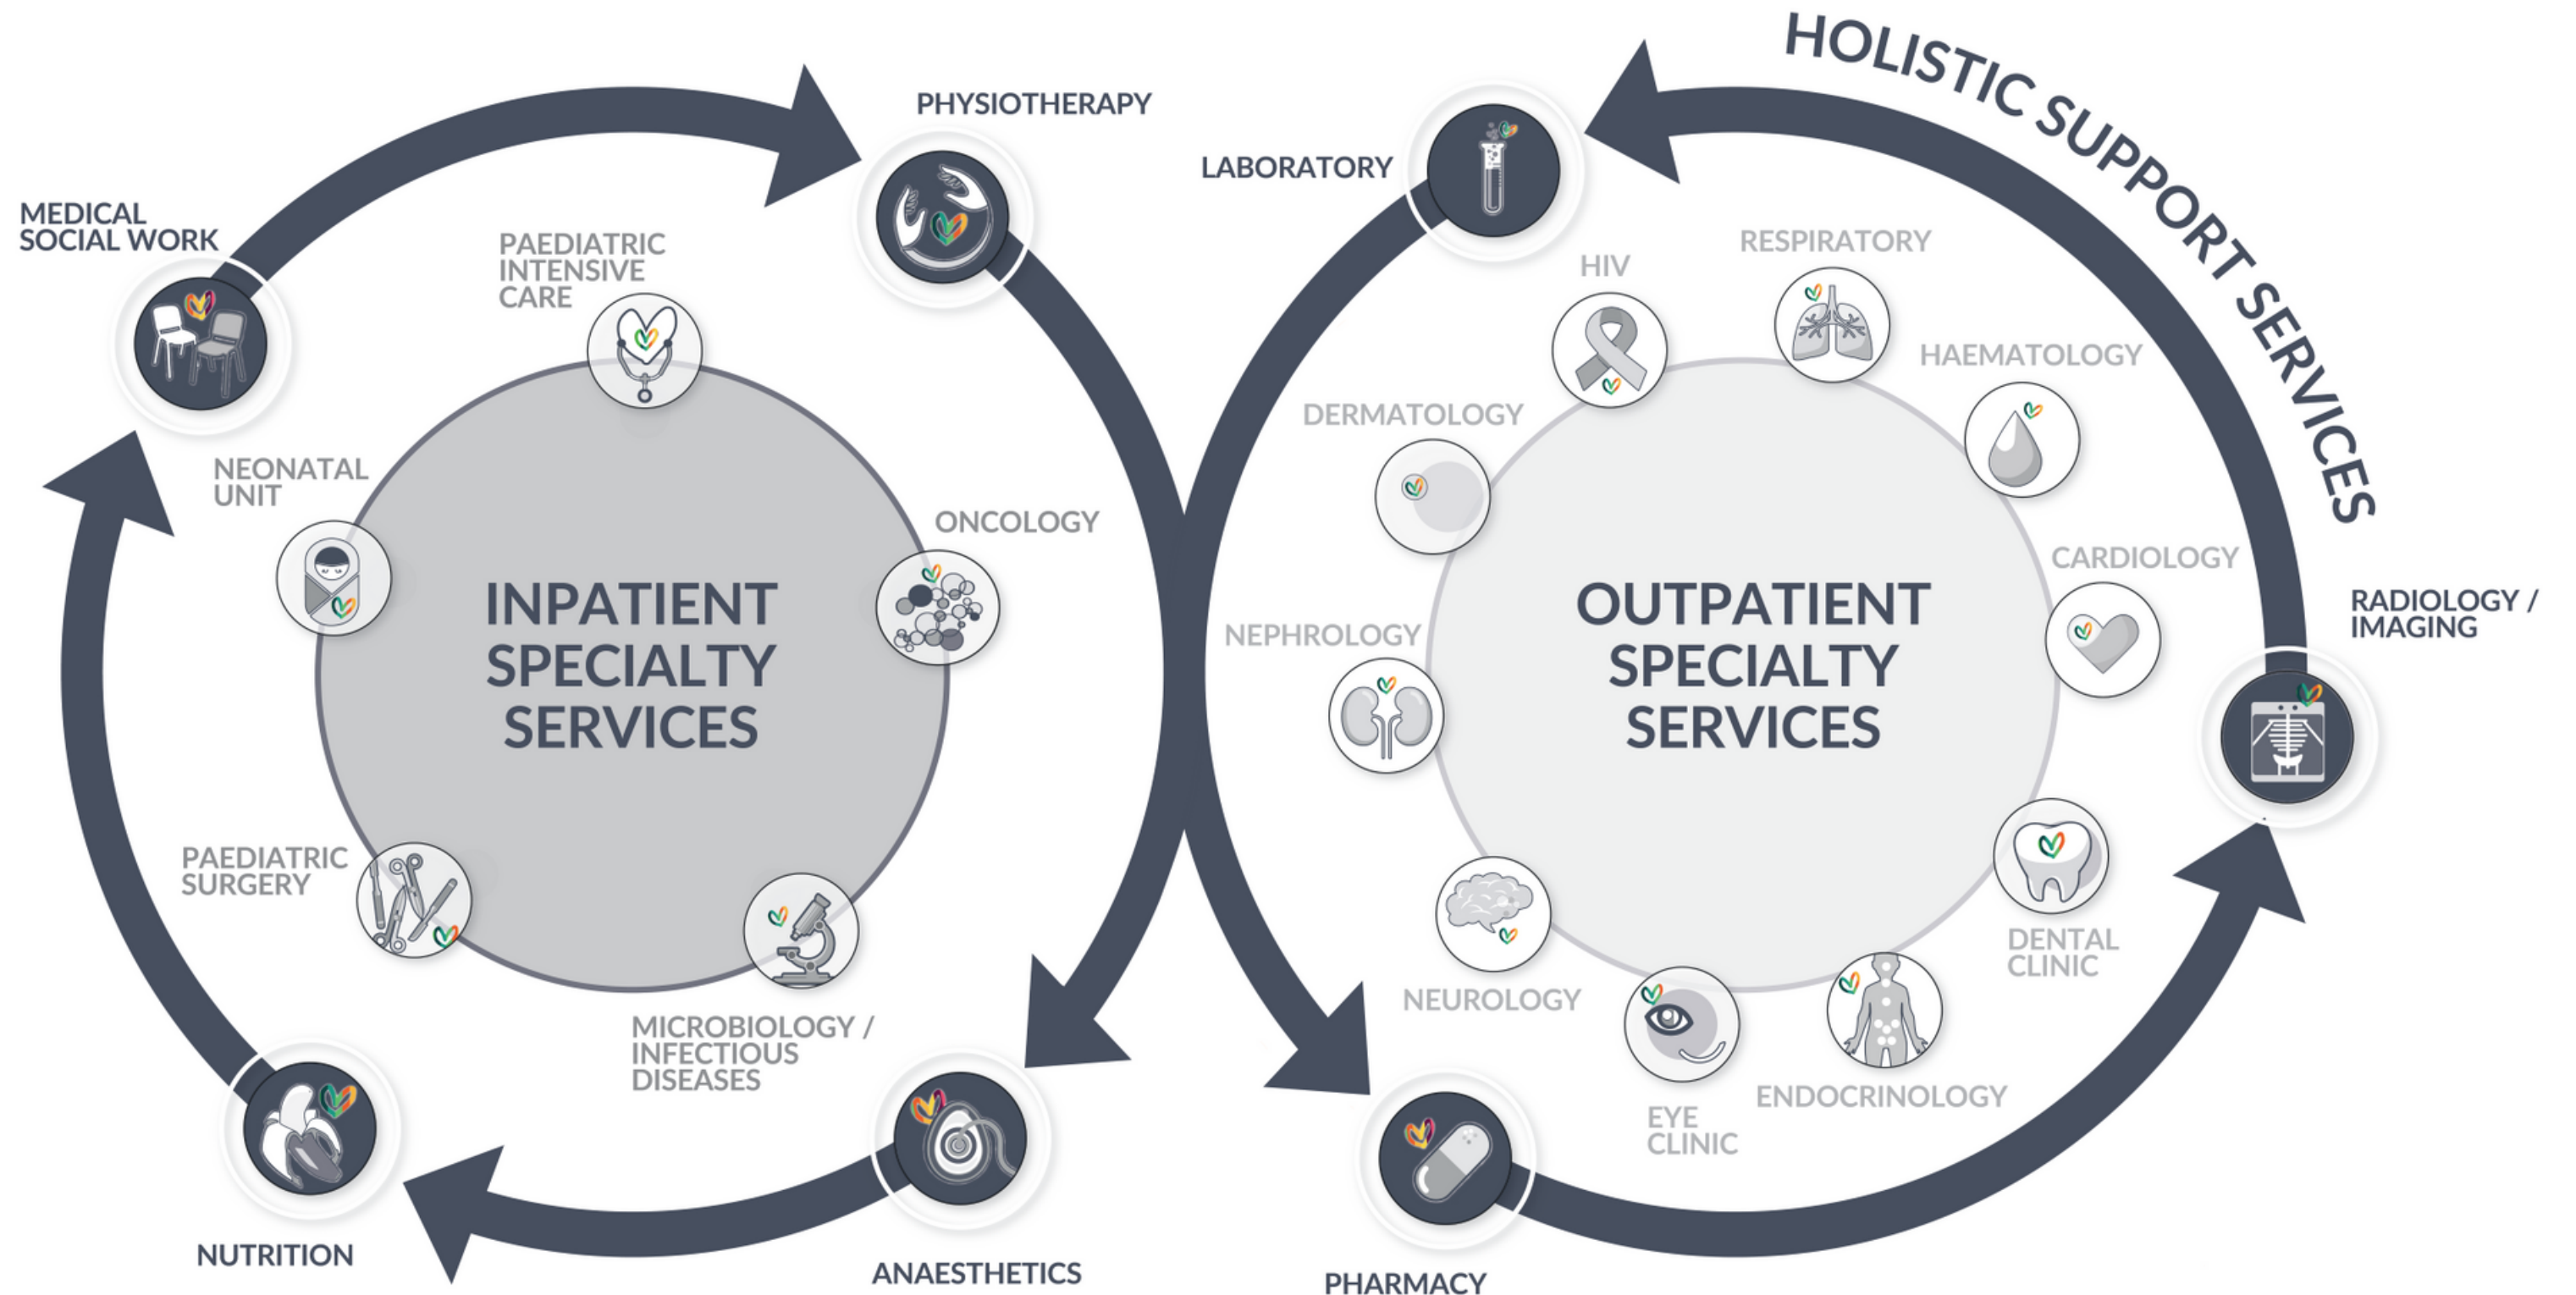 HOLISTIC SUPPORT SERVICES
PHYSIOTHERAPY
LABORATORY
MEDICAL
SOCIAL WORK
PAEDIATRIC
INTENSIVE
CARE
NEONATAL
UNIT
ONCOLOGY
INPATIENT
SPECIALTY
SERVICES
PAEDIATRIC
SURGERY
MICROBIOLOGY /
INFECTIOUS
DISEASES
NUTRITION
ANAESTHETICS
HIV
RESPIRATORY
HAEMATOLOGY
DERMATOLOGY
CARDIOLOGY
RADIOLOGY /
IMAGING
NEPHROLOGY
OUTPATIENT
SPECIALTY
SERVICES
DENTAL
CLINIC
NEUROLOGY
ENDOCRINOLOGY
EYE
CLINIC
PHARMACY